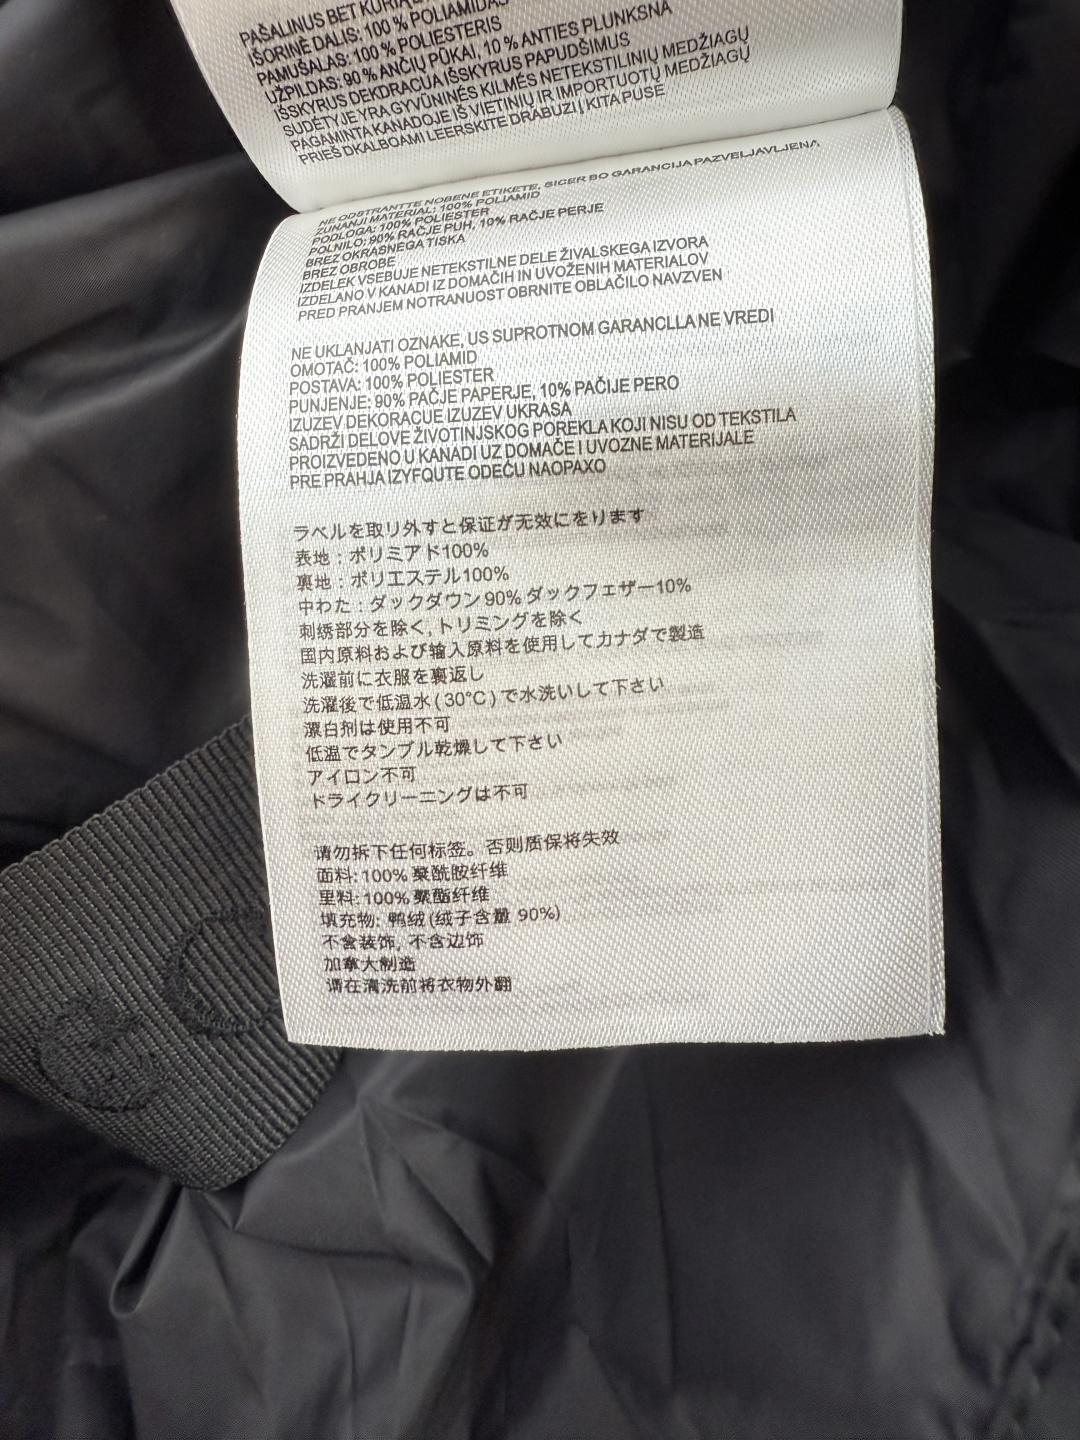 PAŠALINUS BET KURIĄ
IŠORINĖ DALIS: 100 % POLIAMIDAS
PAMUŠALAS: 100 % POLIESTERIS
UŽPILDAS: 90 % ANČIŲ PŪKAI, 10 % ANTIES PLUNKSNA
IŠSKYRUS DEKDRACUA IŠSKYRUS PAPUDŠIMUS
SUDĖTYJE YRA GYVŪNINĖS KILMĖS NETEKSTILINIŲ MEDŽIAGŲ
PAGAMINTA KANADOJE IŠ VIETINIŲ IR IMPORTUOTŲ MEDŽIAGŲ
PRIEŠ DKALBOAMI LEERSKITE DRĄBUZI Į KITA PUSE
NE ODSTRANTTE NOBENE ETIKETE, SICER BO GARANCIJA PAZVELJAVLJENA
ZUNANJI MATERIAL: 100% POLIAMID
PODLOGA: 100% POLIESTER
POLNILO: 90% RAČJE PUH, 10% RAČJE PERJE
BREZ OKRASNEGA TISKA
BREZ OBROBE
IZDELEK VSEBUJE NETEKSTILNE DELE ŽIVALSKEGA IZVORA
IZDELANO V KANADI IZ DOMAČIH IN UVOŽENIH MATERIALOV
PRED PRANJEM NOTRANUOST OBRNITE OBLAČILO NAVZVEN
NE UKLANJATI OZNAKE, US SUPROTNOM GARANCLLA NE VREDI
OMOTAČ: 100% POLIAMID
POSTAVA: 100% POLIESTER
PUNJENJE: 90% PAČJE PAPERJE, 10% PAČIJE PERO
IZUZEV DEKORACUE IZUZEV UKRASA
SADRŽI DELOVE ŽIVOTINJSKOG POREKLA KOJI NISU OD TEKSTILA
PROIZVEDENO U KANADI UZ DOMAČE I UVOZNE MATERIJALE
PRE PRAHJA IZYFQUTE ODEĆU NAOPAXO
ラベルを取リ外すと保证が无效にをります
表地:ポリミアド100%
裏地:ポリエステル100%
中わた:ダックダウン90% ダックフェザー10%
刺绣部分を除く,トリミングを除く
国内原料および输入原料を使用してカナダで製造
洗濯前に衣服を裏返し
洗濯後で低温水(30°C)で水洗いして下さい
漂白剂は使用不可
低温でタンブル乾燥して下さい
アイロン不可
ドライクリーニングは不可
请勿拆下任何标签。否则质保将失效
面料:100% 聚酰胺纤维
里料:100% 聚酯纤维
填充物: 鸭绒(绒子含量 90%)
不含装饰, 不含边饰
加拿大制造
请在清洗前将衣物外翻